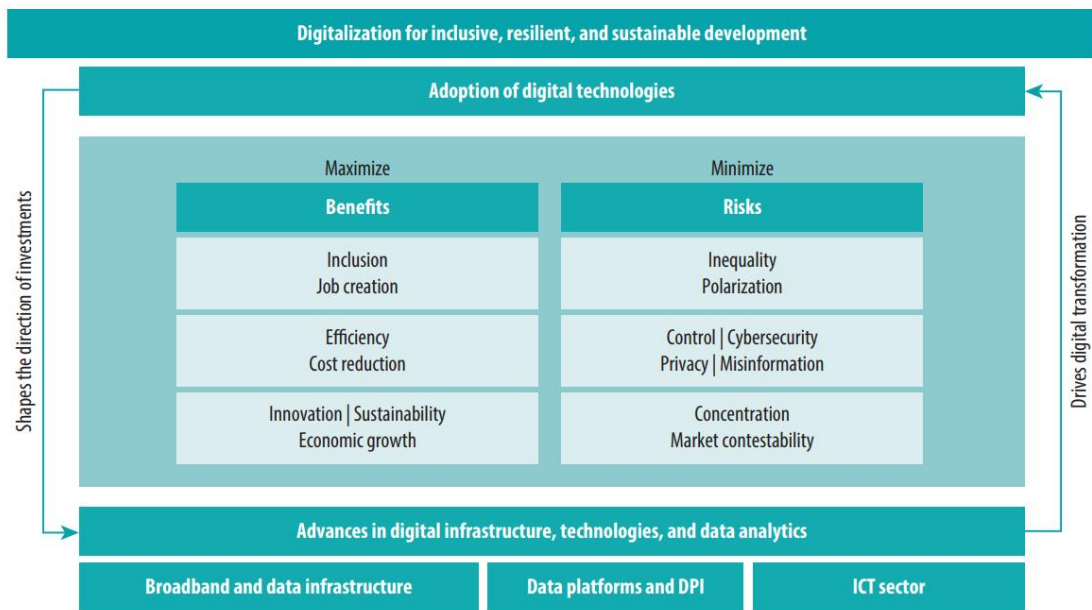 Digitalization for inclusive, resilient, and sustainable development
Adoption of digital technologies
Shapes the direction of investments
Maximize
Benefits
Inclusion
Job creation
Efficiency
Cost reduction
Innovation | Sustainability
Economic growth
Minimize
Risks
Inequality
Polarization
Control | Cybersecurity
Privacy | Misinformation
Concentration
Market contestability
Drives digital transformation
Advances in digital infrastructure, technologies, and data analytics
Broadband and data infrastructure
Data platforms and DPI
ICT sector